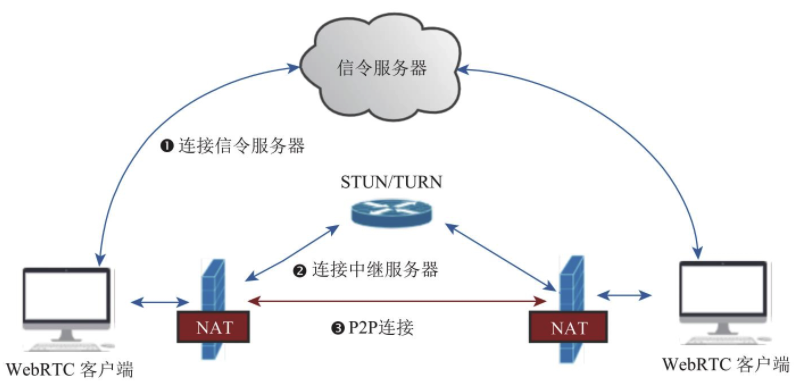 信令服务器
❶ 连接信令服务器
STUN/TURN
❷ 连接中继服务器
NAT
❸ P2P连接
NAT
WebRTC 客户端
WebRTC 客户端